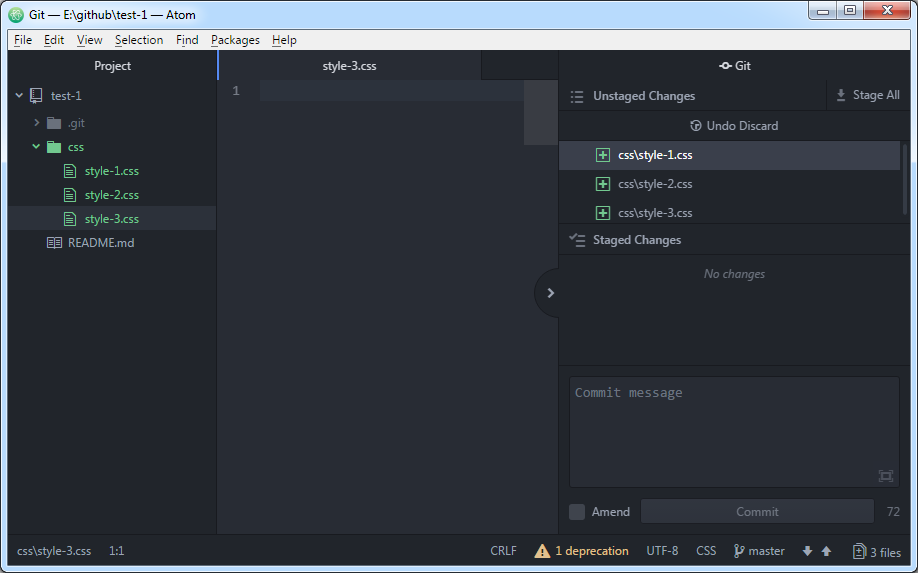 Git — E:\github\test-1 — Atom
File Edit View Selection Find Packages Help
Project
test-1
.git
css
style-1.css
style-2.css
style-3.css
README.md
style-3.css
1
Git
Unstaged Changes
Stage All
Undo Discard
css\style-1.css
css\style-2.css
css\style-3.css
Staged Changes
No changes
Commit message
Amend
Commit
72
css\style-3.css 1:1 CRLF 1 deprecation UTF-8 CSS master 3 files